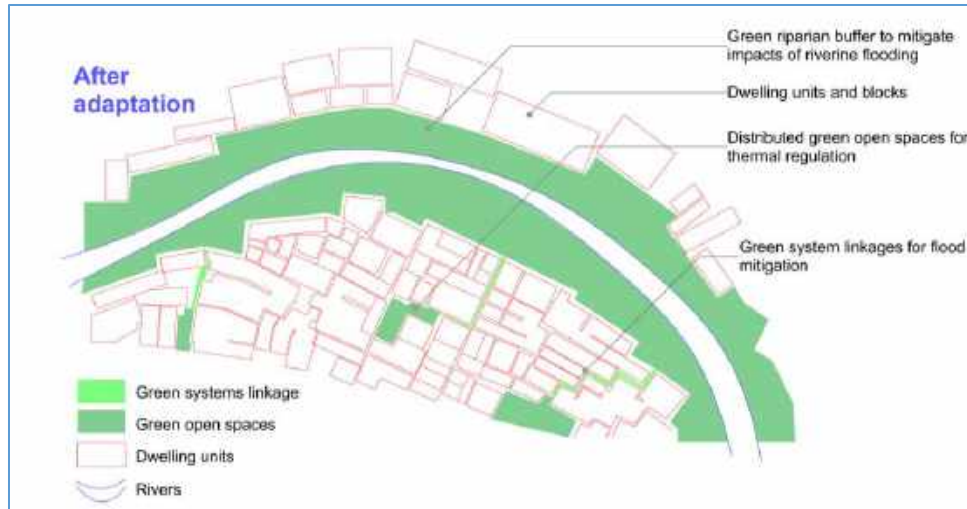 After
adaptation
Green riparian buffer to mitigate
impacts of riverine flooding
Dwelling units and blocks
Distributed green open spaces for
thermal regulation
Green system linkages for flood
mitigation
Green systems linkage
Green open spaces
Dwelling units
Rivers